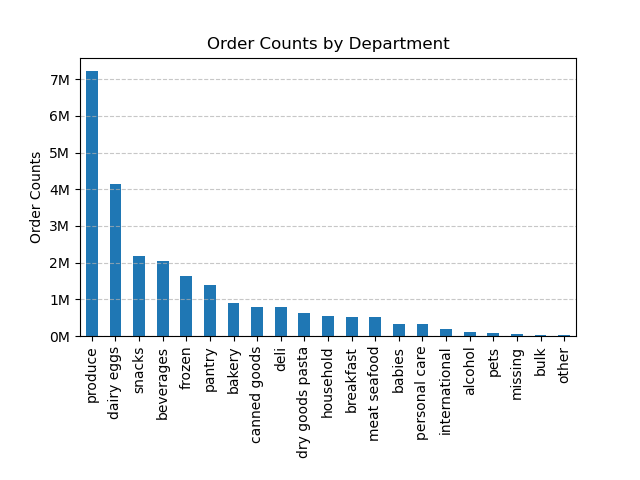 Order Counts by Department
Order Counts
7M
6M
5M
4M
3M
2M
1M
0M
produce
dairy eggs
snacks
beverages
frozen
pantry
bakery
canned goods
deli
dry goods pasta
household
breakfast
meat seafood
babies
personal care
international
alcohol
pets
missing
bulk
other